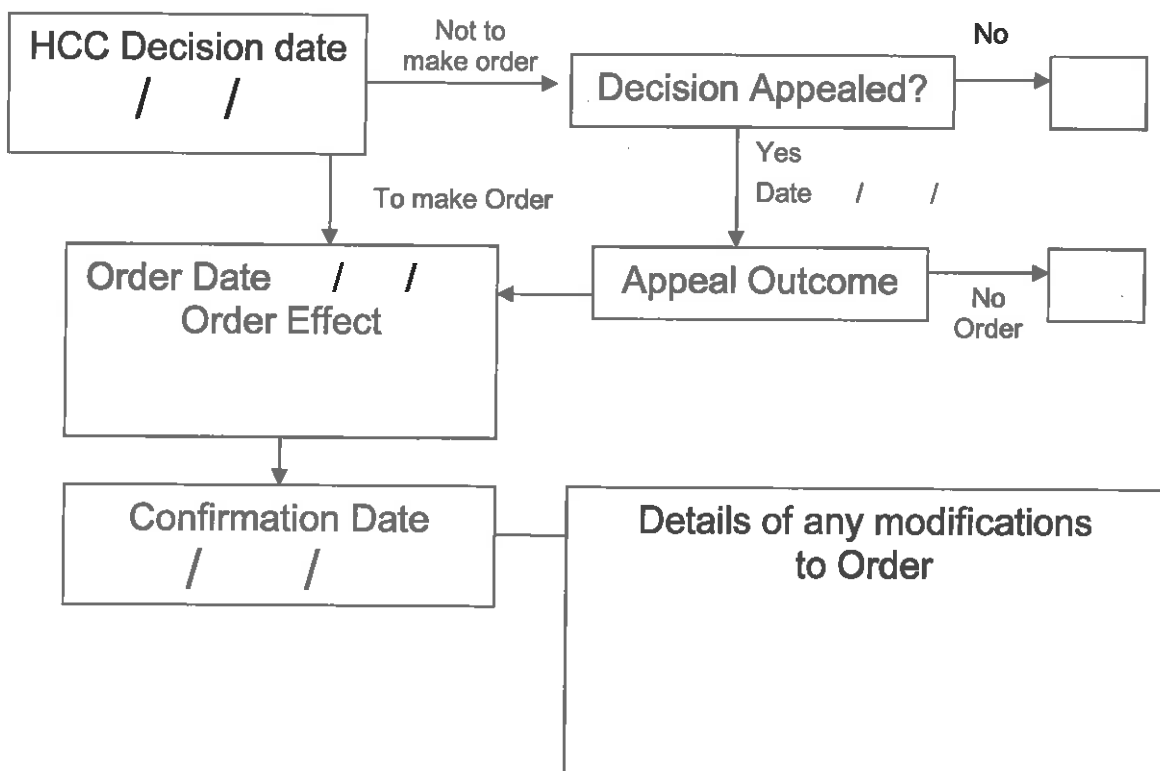 HCC Decision date
/ /
Not to
make order
Decision Appealed?
No
Yes
Date / /
To make Order
Order Date / /
Order Effect
Appeal Outcome
No
Order
Confirmation Date
/ /
Details of any modifications
to Order